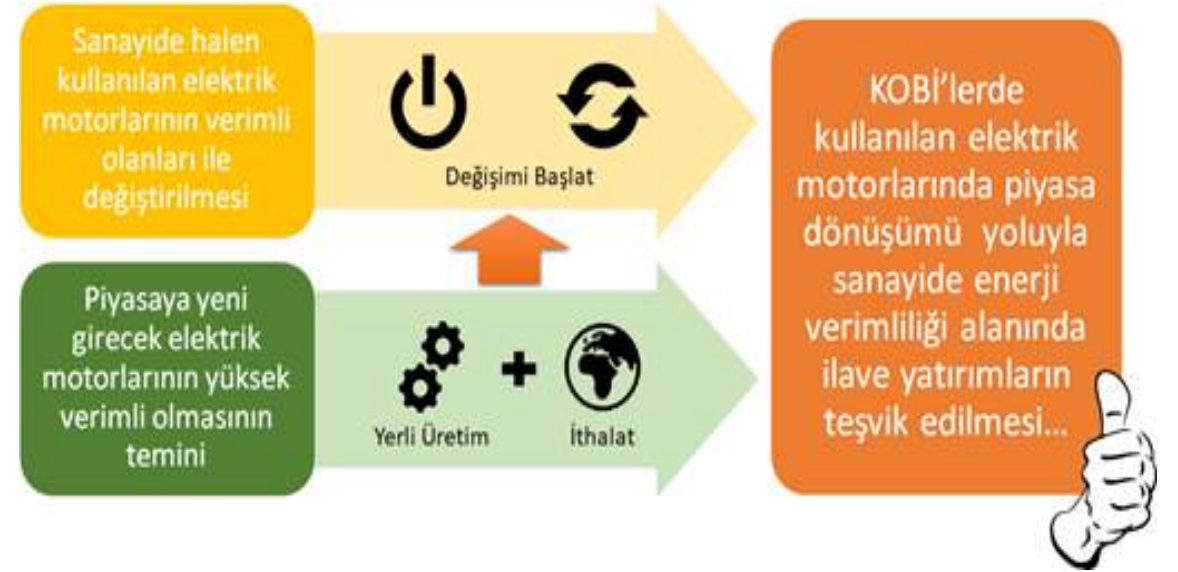 Sanayide halen
kullanılan elektrik
motorlarının verimli
olanları ile
değiştirilmesi
Değişimi Başlat
Piyasaya yeni
girecek elektrik
motorlarının yüksek
verimli olmasının
temini
Yerli Üretim
İthalat
KOBİ'lerde
kullanılan elektrik
motorlarında piyasa
dönüşümü yoluyla
sanayide enerji
verimliliği alanında
ilave yatırımların
teşvik edilmesi...